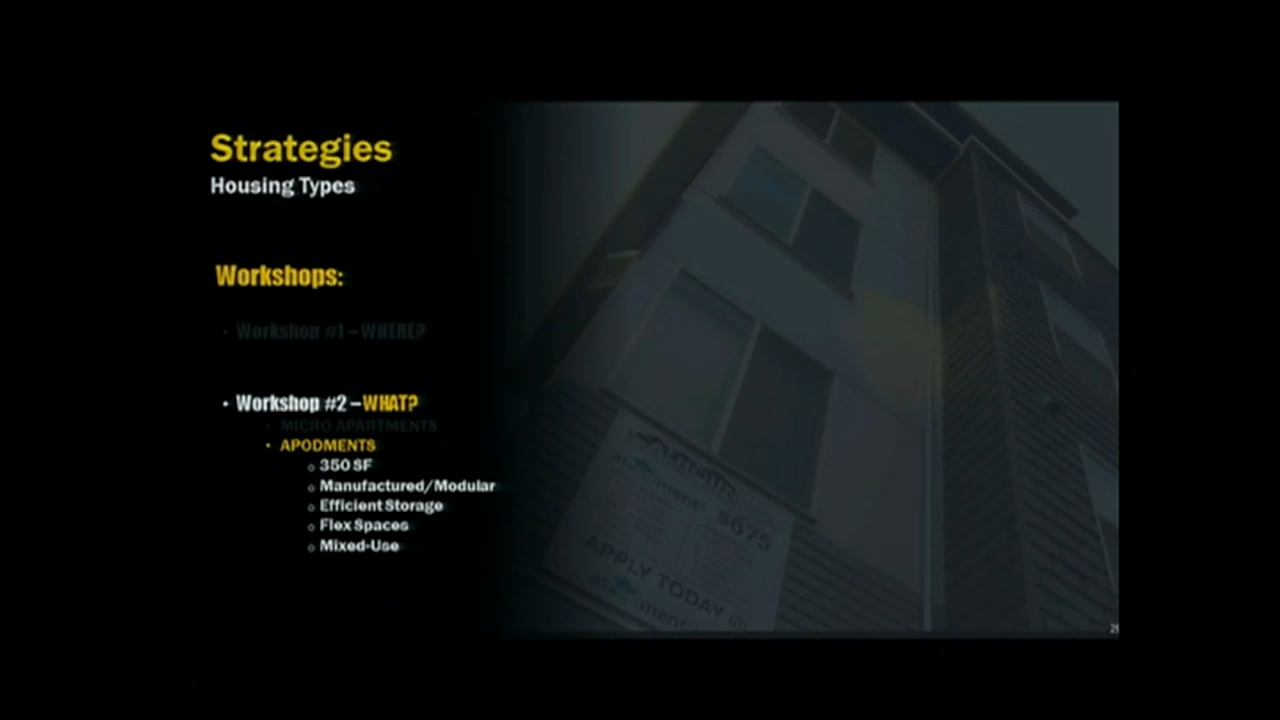 Strategies
Housing Types
Workshops:
• Workshop #1 – WHERE?
• Workshop #2 – WHAT?
• MICRO APARTMENTS
• APODMENTS
o 350 SF
o Manufactured/Modular
o Efficient Storage
o Flex Spaces
o Mixed-Use
$675
APPLY TODAY @